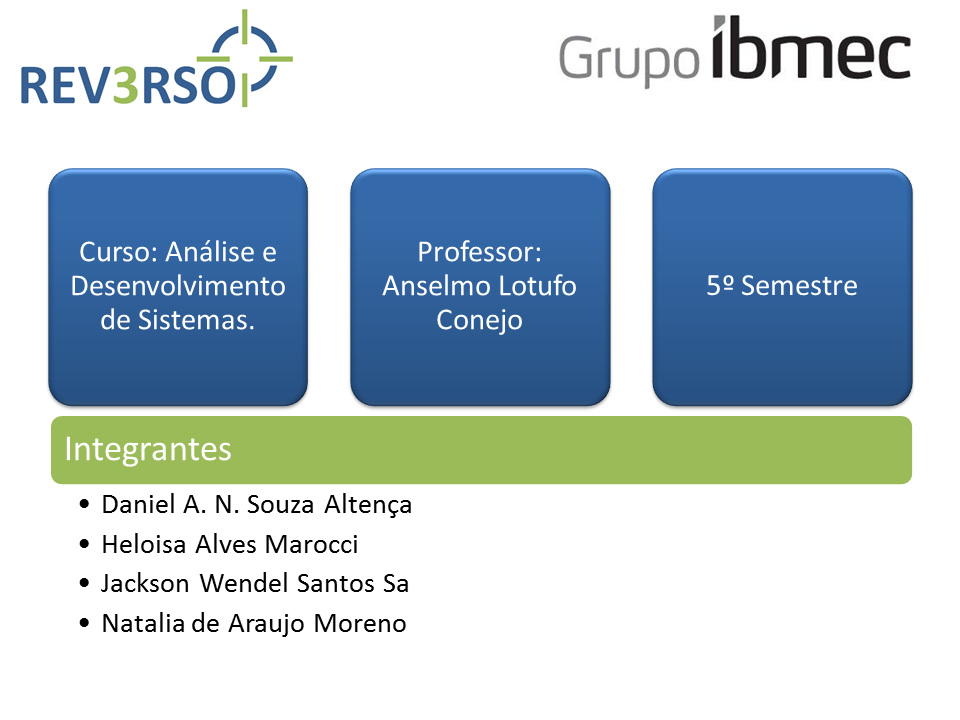 REV3RSO
Grupo ibmec
Curso: Análise e
Desenvolvimento
de Sistemas.
Professor:
Anselmo Lotufo
Conejo
5º Semestre
Integrantes
• Daniel A. N. Souza Altença
• Heloisa Alves Marocci
• Jackson Wendel Santos Sa
• Natalia de Araujo Moreno